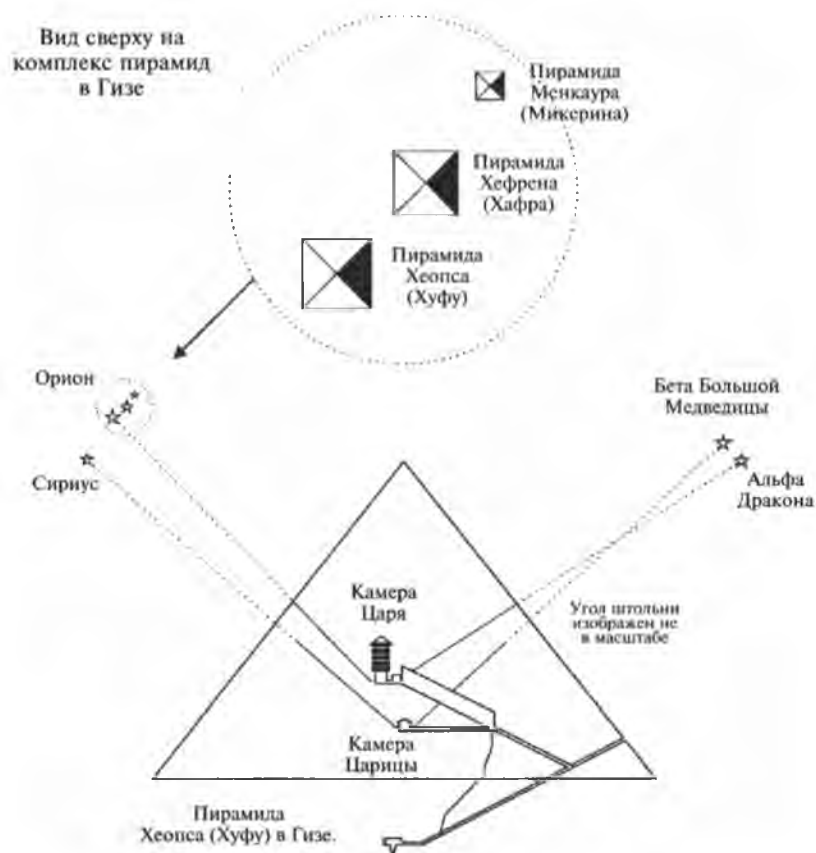 Вид сверху на
комплекс пирамид
в Гизе
Пирамида
Менкаура
(Микерина)
Пирамида
Хефрена
(Хафра)
Пирамида
Хеопса
(Хуфу)
Орион
Сириус
Бета Большой
Медведицы
Альфа
Дракона
Камера
Царя
Угол штольни
изображен не
в масштабе
Камера
Царицы
Пирамида
Хеопса (Хуфу) в Гизе.